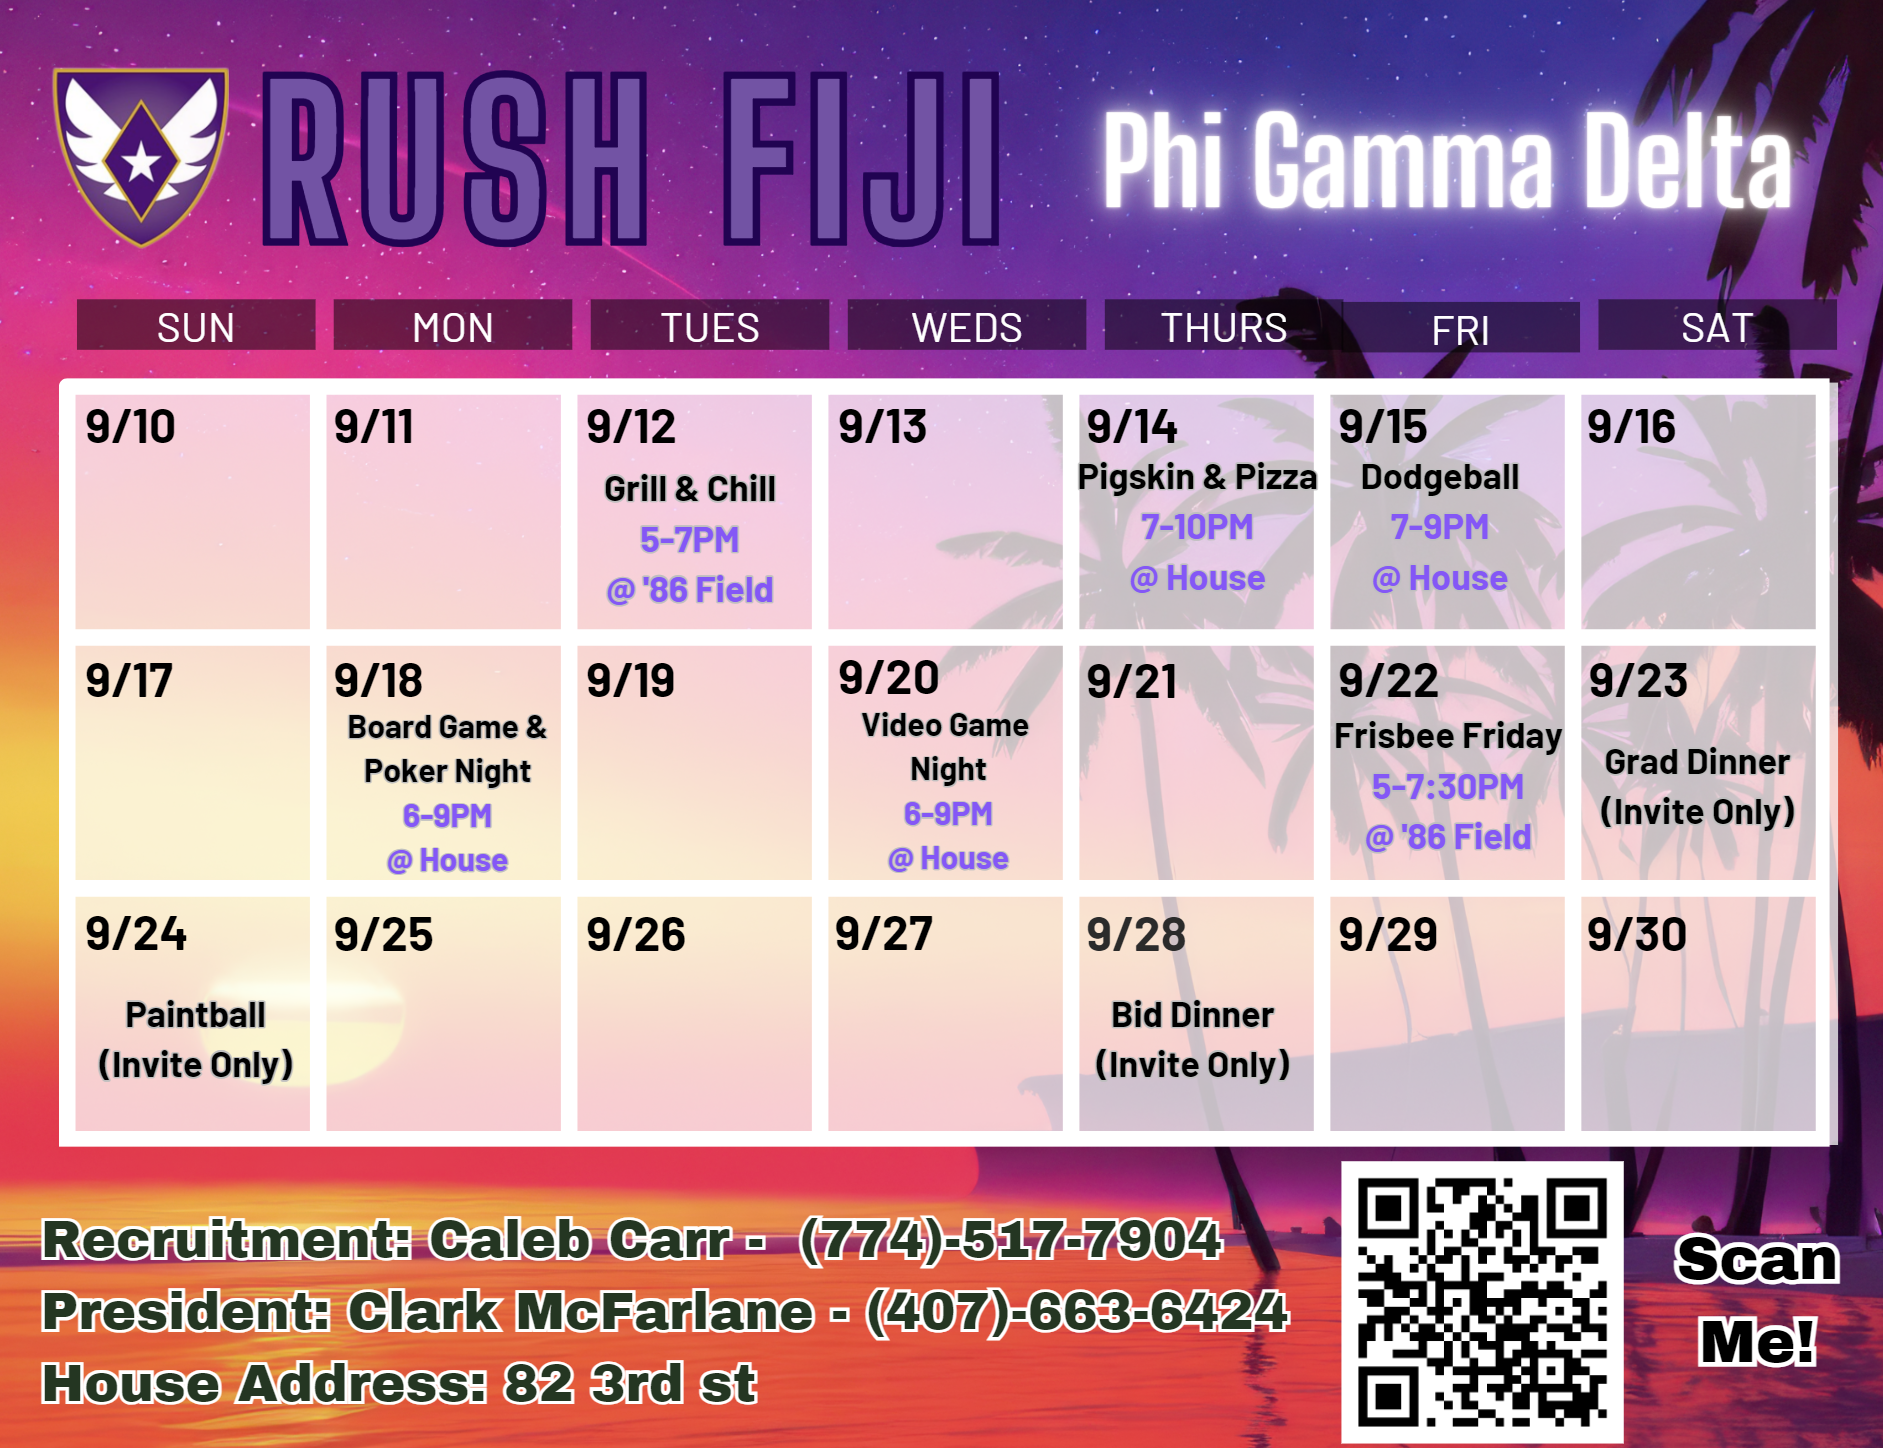 RUSH FIJI
Phi Gamma Delta
SUN MON TUES WEDS THURS FRI SAT
9/10
9/11
9/12
Grill & Chill
5-7PM
@ '86 Field
9/13
9/14
Pigskin & Pizza
7-10PM
@ House
9/15
Dodgeball
7-9PM
@ House
9/16
9/17
9/18
Board Game &
Poker Night
6-9PM
@ House
9/19
9/20
Video Game
Night
6-9PM
@ House
9/21
9/22
Frisbee Friday
5-7:30PM
@ '86 Field
9/23
Grad Dinner
(Invite Only)
9/24
Paintball
(Invite Only)
9/25
9/26
9/27
9/28
Bid Dinner
(Invite Only)
9/29
9/30
Recruitment: Caleb Carr - (774)-517-7904
President: Clark McFarlane - (407)-663-6424
House Address: 82 3rd st
Scan
Me!